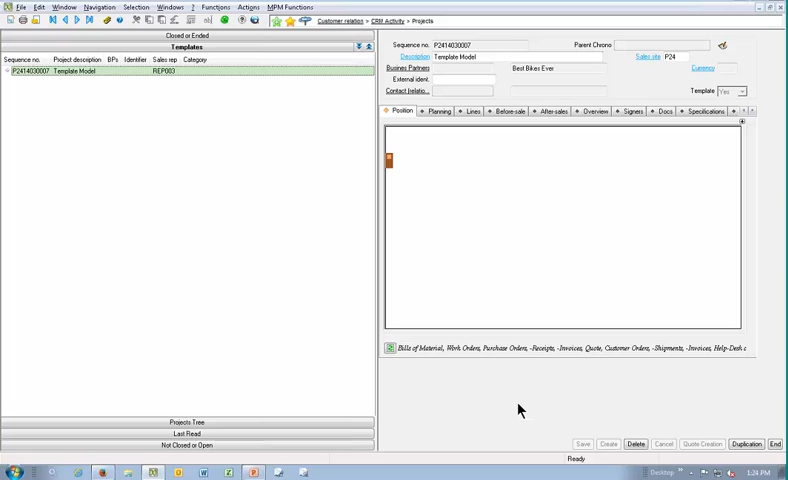 File Edit Window Navigation Selection Windows ? Functions Actions MPM Functions
Customer relation > CRM Activity > Projects
Closed or Ended
Templates
Sequence no. Project description BPs Identifier Sales rep Category
P2414030007 Template Model REP003
Projects Tree
Last Read
Not Closed or Open
Sequence no. P2414030007 Parent Chrono
Description Template Model Sales site P24
Busines Partners Best Bikes Ever Currency
External ident.
Contact (relatio... Template Yes
Position Planning Lines Before-sale After-sales Overview Signers Docs Specifications
Bills of Material, Work Orders, Purchase Orders, -Receipts, -Invoices, Quote, Customer Orders, -Shipments, -Invoices, Help-Desk c
Save Create Delete Cancel Quote Creation Duplication End
Ready
Desktop 1:24 PM